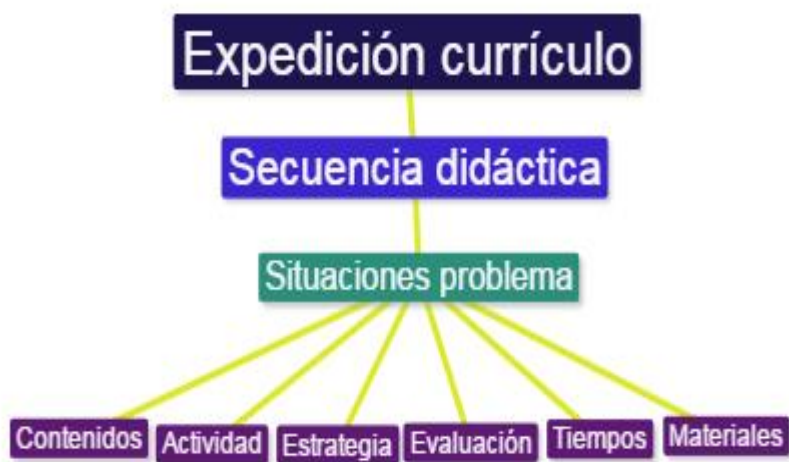 Expedición currículo
Secuencia didáctica
Situaciones problema
Contenidos
Actividad
Estrategia
Evaluación
Tiempos
Materiales